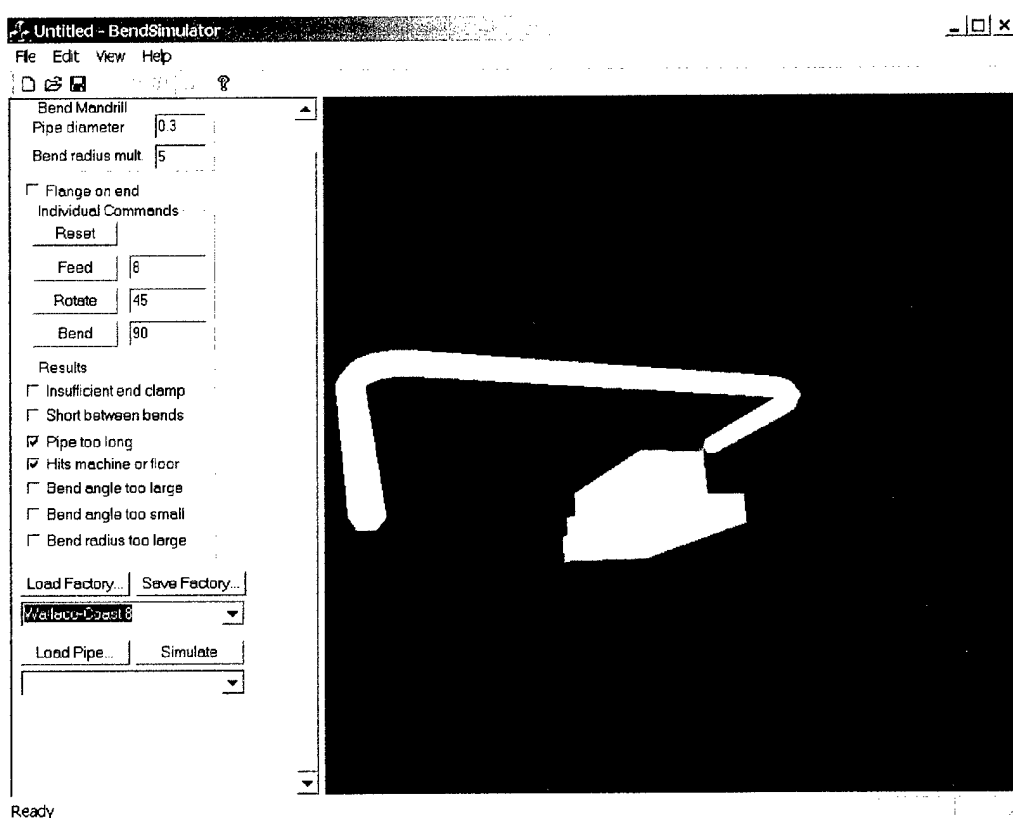 Untitled - BendSimulator
File Edit View Help
Bend Mandrill
Pipe diameter 0.3
Bend radius mult. 5
Flange on end
Individual Commands
Reset
Feed 8
Rotate 45
Bend 90
Results
Insufficient end clamp
Short between bends
Pipe too long
Hits machine or floor
Bend angle too large
Bend angle too small
Bend radius too large
Load Factory... Save Factory...
Wallace-Coast 8
Load Pipe... Simulate
Ready